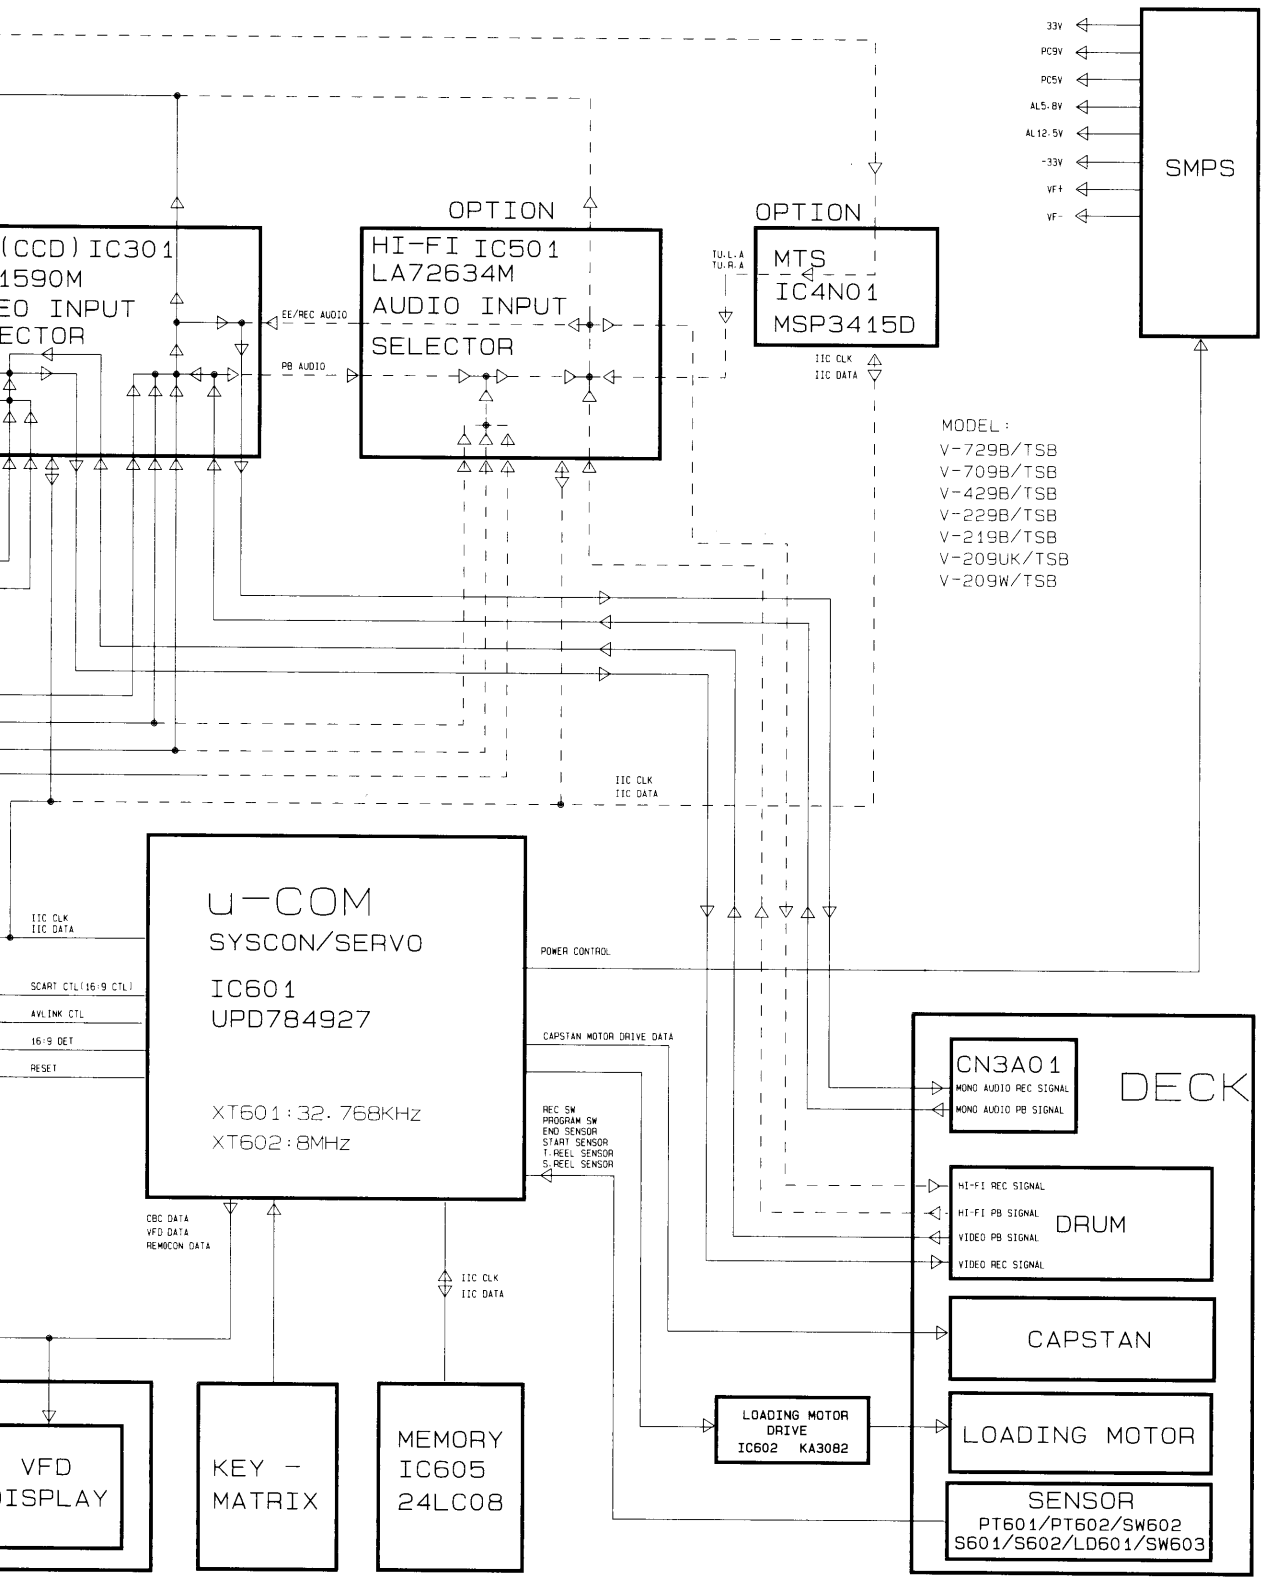 33V
PC9V
PC5V
AL5.8V
AL12.5V
-33V
VF+
VF-
SMPS
OPTION
OPTION
(CCD) IC301
1590M
EO INPUT
ECTOR
HI-FI IC501
LA72634M
AUDIO INPUT
SELECTOR
EE/REC AUDIO
PB AUDIO
TU.L.A
TU.R.A
MTS
IC4N01
MSP3415D
IIC CLK
IIC DATA
MODEL:
V-729B/TSB
V-709B/TSB
V-429B/TSB
V-229B/TSB
V-219B/TSB
V-209UK/TSB
V-209W/TSB
IIC CLK
IIC DATA
u-COM
SYSCON/SERVO
IC601
UPD784927
XT601:32.768KHz
XT602:8MHz
IIC CLK
IIC DATA
SCART CTL(16:9 CTL)
AVLINK CTL
16:9 DET
RESET
POWER CONTROL
CAPSTAN MOTOR DRIVE DATA
REC SW
PROGRAM SW
END SENSOR
START SENSOR
T.REEL SENSOR
S.REEL SENSOR
CBC DATA
VFD DATA
REMOCON DATA
IIC CLK
IIC DATA
DECK
CN3A01
MONO AUDIO REC SIGNAL
MONO AUDIO PB SIGNAL
HI-FI REC SIGNAL
HI-FI PB SIGNAL
DRUM
VIDEO PB SIGNAL
VIDEO REC SIGNAL
CAPSTAN
LOADING MOTOR
DRIVE
IC602 KA3082
LOADING MOTOR
SENSOR
PT601/PT602/SW602
S601/S602/LD601/SW603
VFD
DISPLAY
KEY -
MATRIX
MEMORY
IC605
24LC08